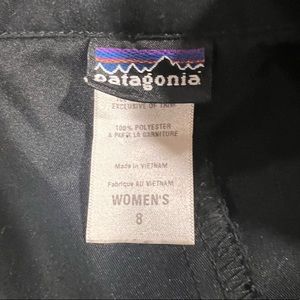 patagonia
EXCLUSIVE OF TRIM
100% POLYESTER
À PART LA GARNITURE
Made in VIETNAM
Fabriqué AU VIETNAM
WOMEN'S
8